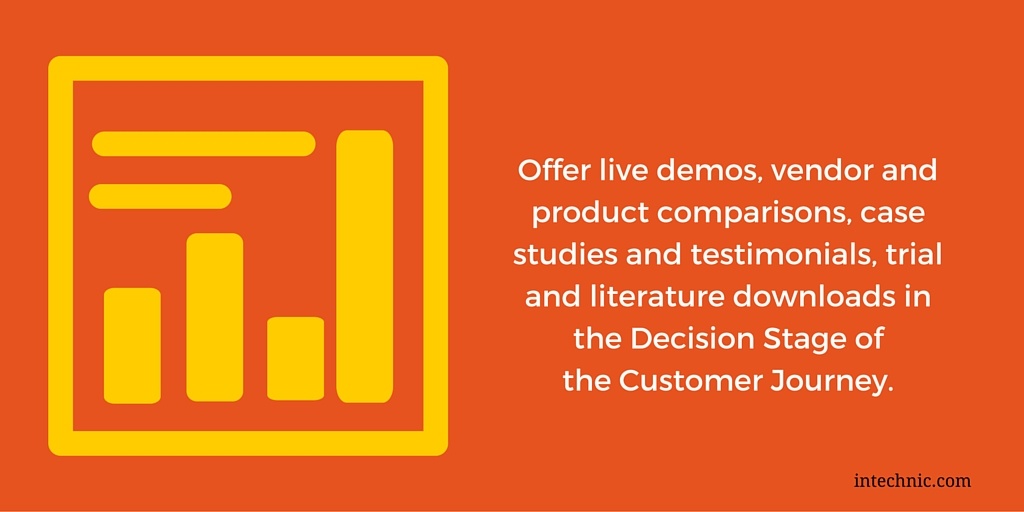 Offer live demos, vendor and
product comparisons, case
studies and testimonials, trial
and literature downloads in
the Decision Stage of
the Customer Journey.
intechnic.com